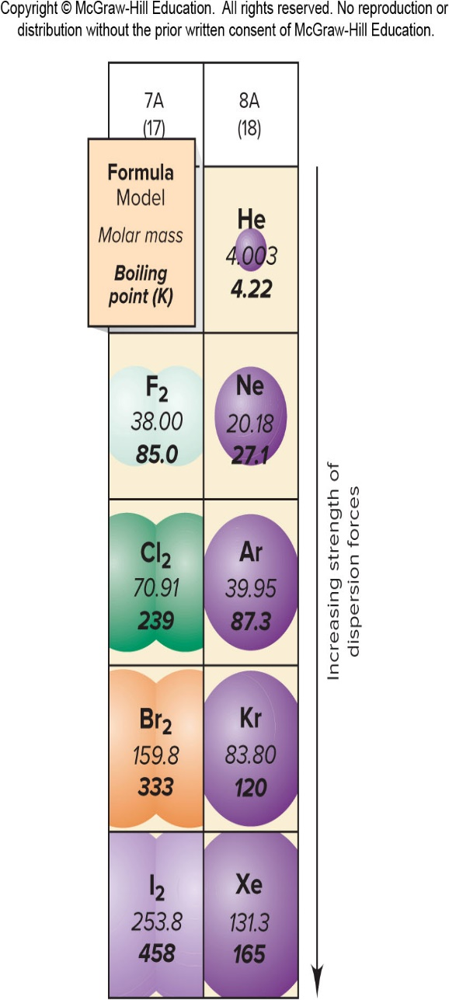 Copyright © McGraw-Hill Education.  All rights reserved. No reproduction or
distribution without the prior written consent of McGraw-Hill Education.
7A
(17)
8A
(18)
Formula
Model
Molar mass
Boiling
point (K)
He
4.003
4.22
F₂
38.00
85.0
Ne
20.18
27.1
Cl₂
70.91
239
Ar
39.95
87.3
Br₂
159.8
333
Kr
83.80
120
I₂
253.8
458
Xe
131.3
165
Increasing strength of
dispersion forces